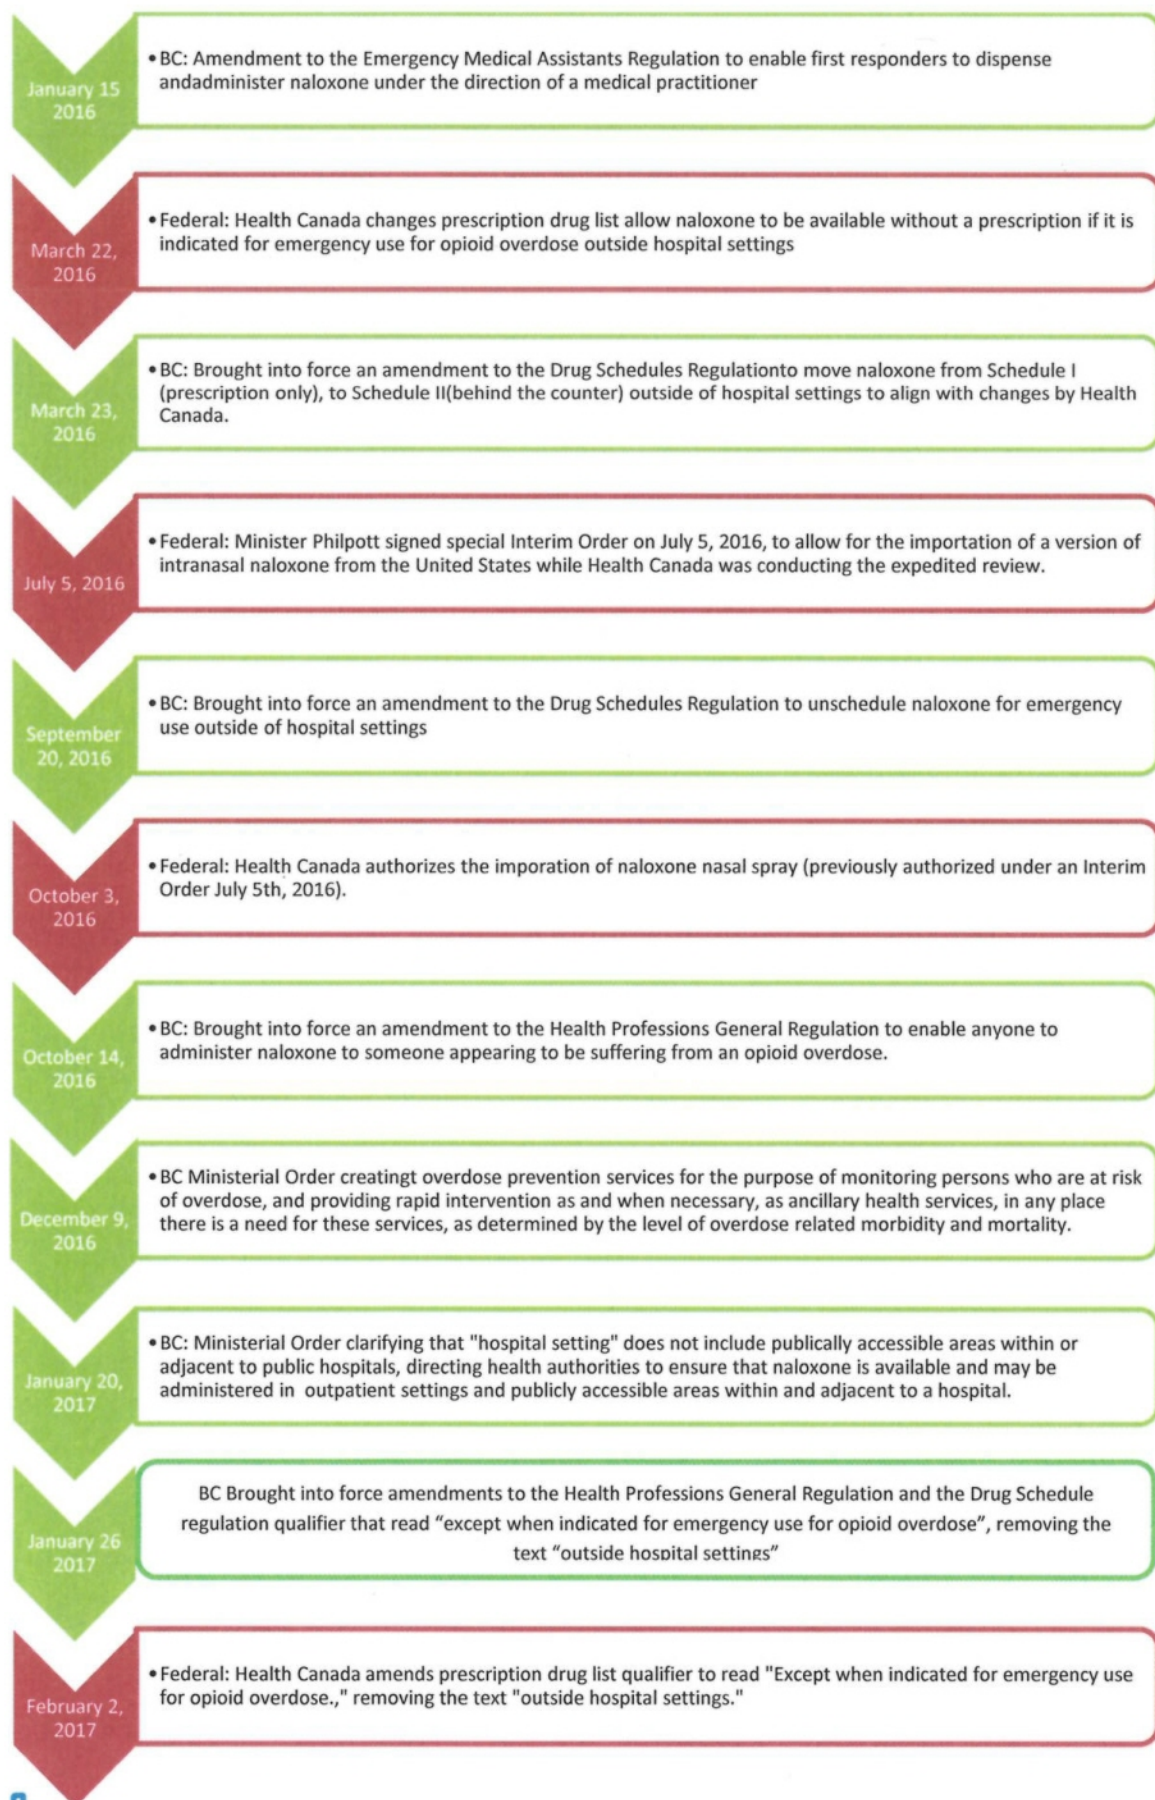 January 15
2016
• BC: Amendment to the Emergency Medical Assistants Regulation to enable first responders to dispense
andadminister naloxone under the direction of a medical practitioner
March 22,
2016
• Federal: Health Canada changes prescription drug list allow naloxone to be available without a prescription if it is
indicated for emergency use for opioid overdose outside hospital settings
March 23,
2016
• BC: Brought into force an amendment to the Drug Schedules Regulationto move naloxone from Schedule I
(prescription only), to Schedule II(behind the counter) outside of hospital settings to align with changes by Health
Canada.
July 5, 2016
• Federal: Minister Philpott signed special Interim Order on July 5, 2016, to allow for the importation of a version of
intranasal naloxone from the United States while Health Canada was conducting the expedited review.
September
20, 2016
• BC: Brought into force an amendment to the Drug Schedules Regulation to unschedule naloxone for emergency
use outside of hospital settings
October 3,
2016
• Federal: Health Canada authorizes the imporation of naloxone nasal spray (previously authorized under an Interim
Order July 5th, 2016).
October 14,
2016
• BC: Brought into force an amendment to the Health Professions General Regulation to enable anyone to
administer naloxone to someone appearing to be suffering from an opioid overdose.
December 9,
2016
• BC Ministerial Order creatingt overdose prevention services for the purpose of monitoring persons who are at risk
of overdose, and providing rapid intervention as and when necessary, as ancillary health services, in any place
there is a need for these services, as determined by the level of overdose related morbidity and mortality.
January 20,
2017
• BC: Ministerial Order clarifying that "hospital setting" does not include publically accessible areas within or
adjacent to public hospitals, directing health authorities to ensure that naloxone is available and may be
administered in outpatient settings and publicly accessible areas within and adjacent to a hospital.
January 26
2017
BC Brought into force amendments to the Health Professions General Regulation and the Drug Schedule
regulation qualifier that read “except when indicated for emergency use for opioid overdose”, removing the
text “outside hospital settings”
February 2,
2017
• Federal: Health Canada amends prescription drug list qualifier to read "Except when indicated for emergency use
for opioid overdose.," removing the text "outside hospital settings."